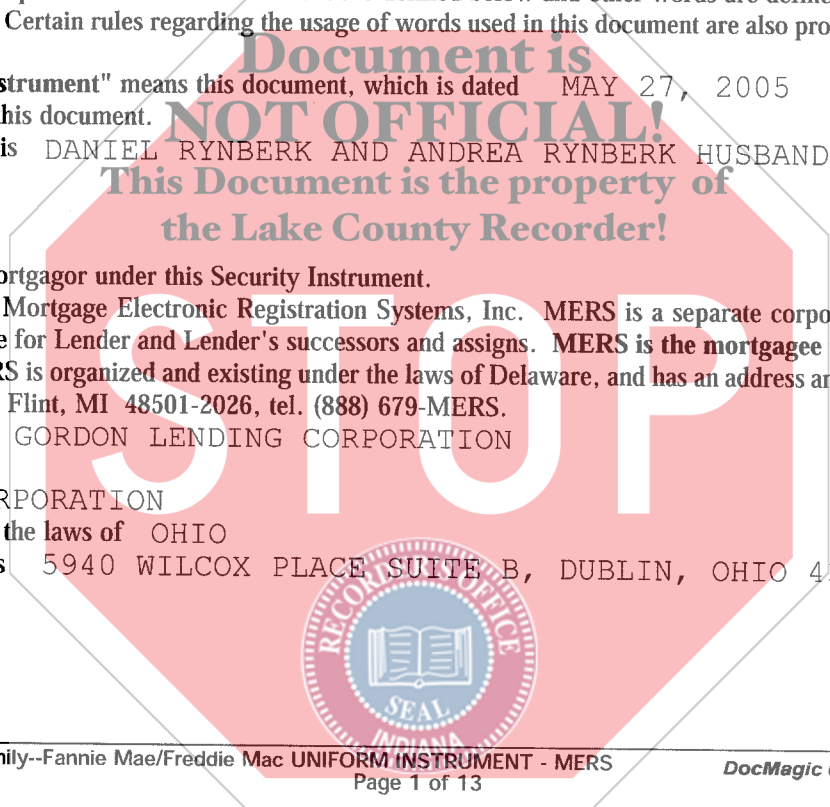 Certain rules regarding the usage of words used in this document are also pro
Document is
strument" means this document, which is dated MAY 27, 2005
his document.
NOT OFFICIAL!
is DANIEL RYNBERK AND ANDREA RYNBERK HUSBAND
This Document is the property of
the Lake County Recorder!
ortgagor under this Security Instrument.
Mortgage Electronic Registration Systems, Inc. MERS is a separate corpo
e for Lender and Lender's successors and assigns. MERS is the mortgagee
RS is organized and existing under the laws of Delaware, and has an address an
Flint, MI 48501-2026, tel. (888) 679-MERS.
STOP
GORDON LENDING CORPORATION
RPORATION
the laws of OHIO
s 5940 WILCOX PLACE SUITE B, DUBLIN, OHIO 4
RECORDER'S OFFICE
SEAL
INDIANA
nily--Fannie Mae/Freddie Mac UNIFORM INSTRUMENT - MERS
Page 1 of 13
DocMagic